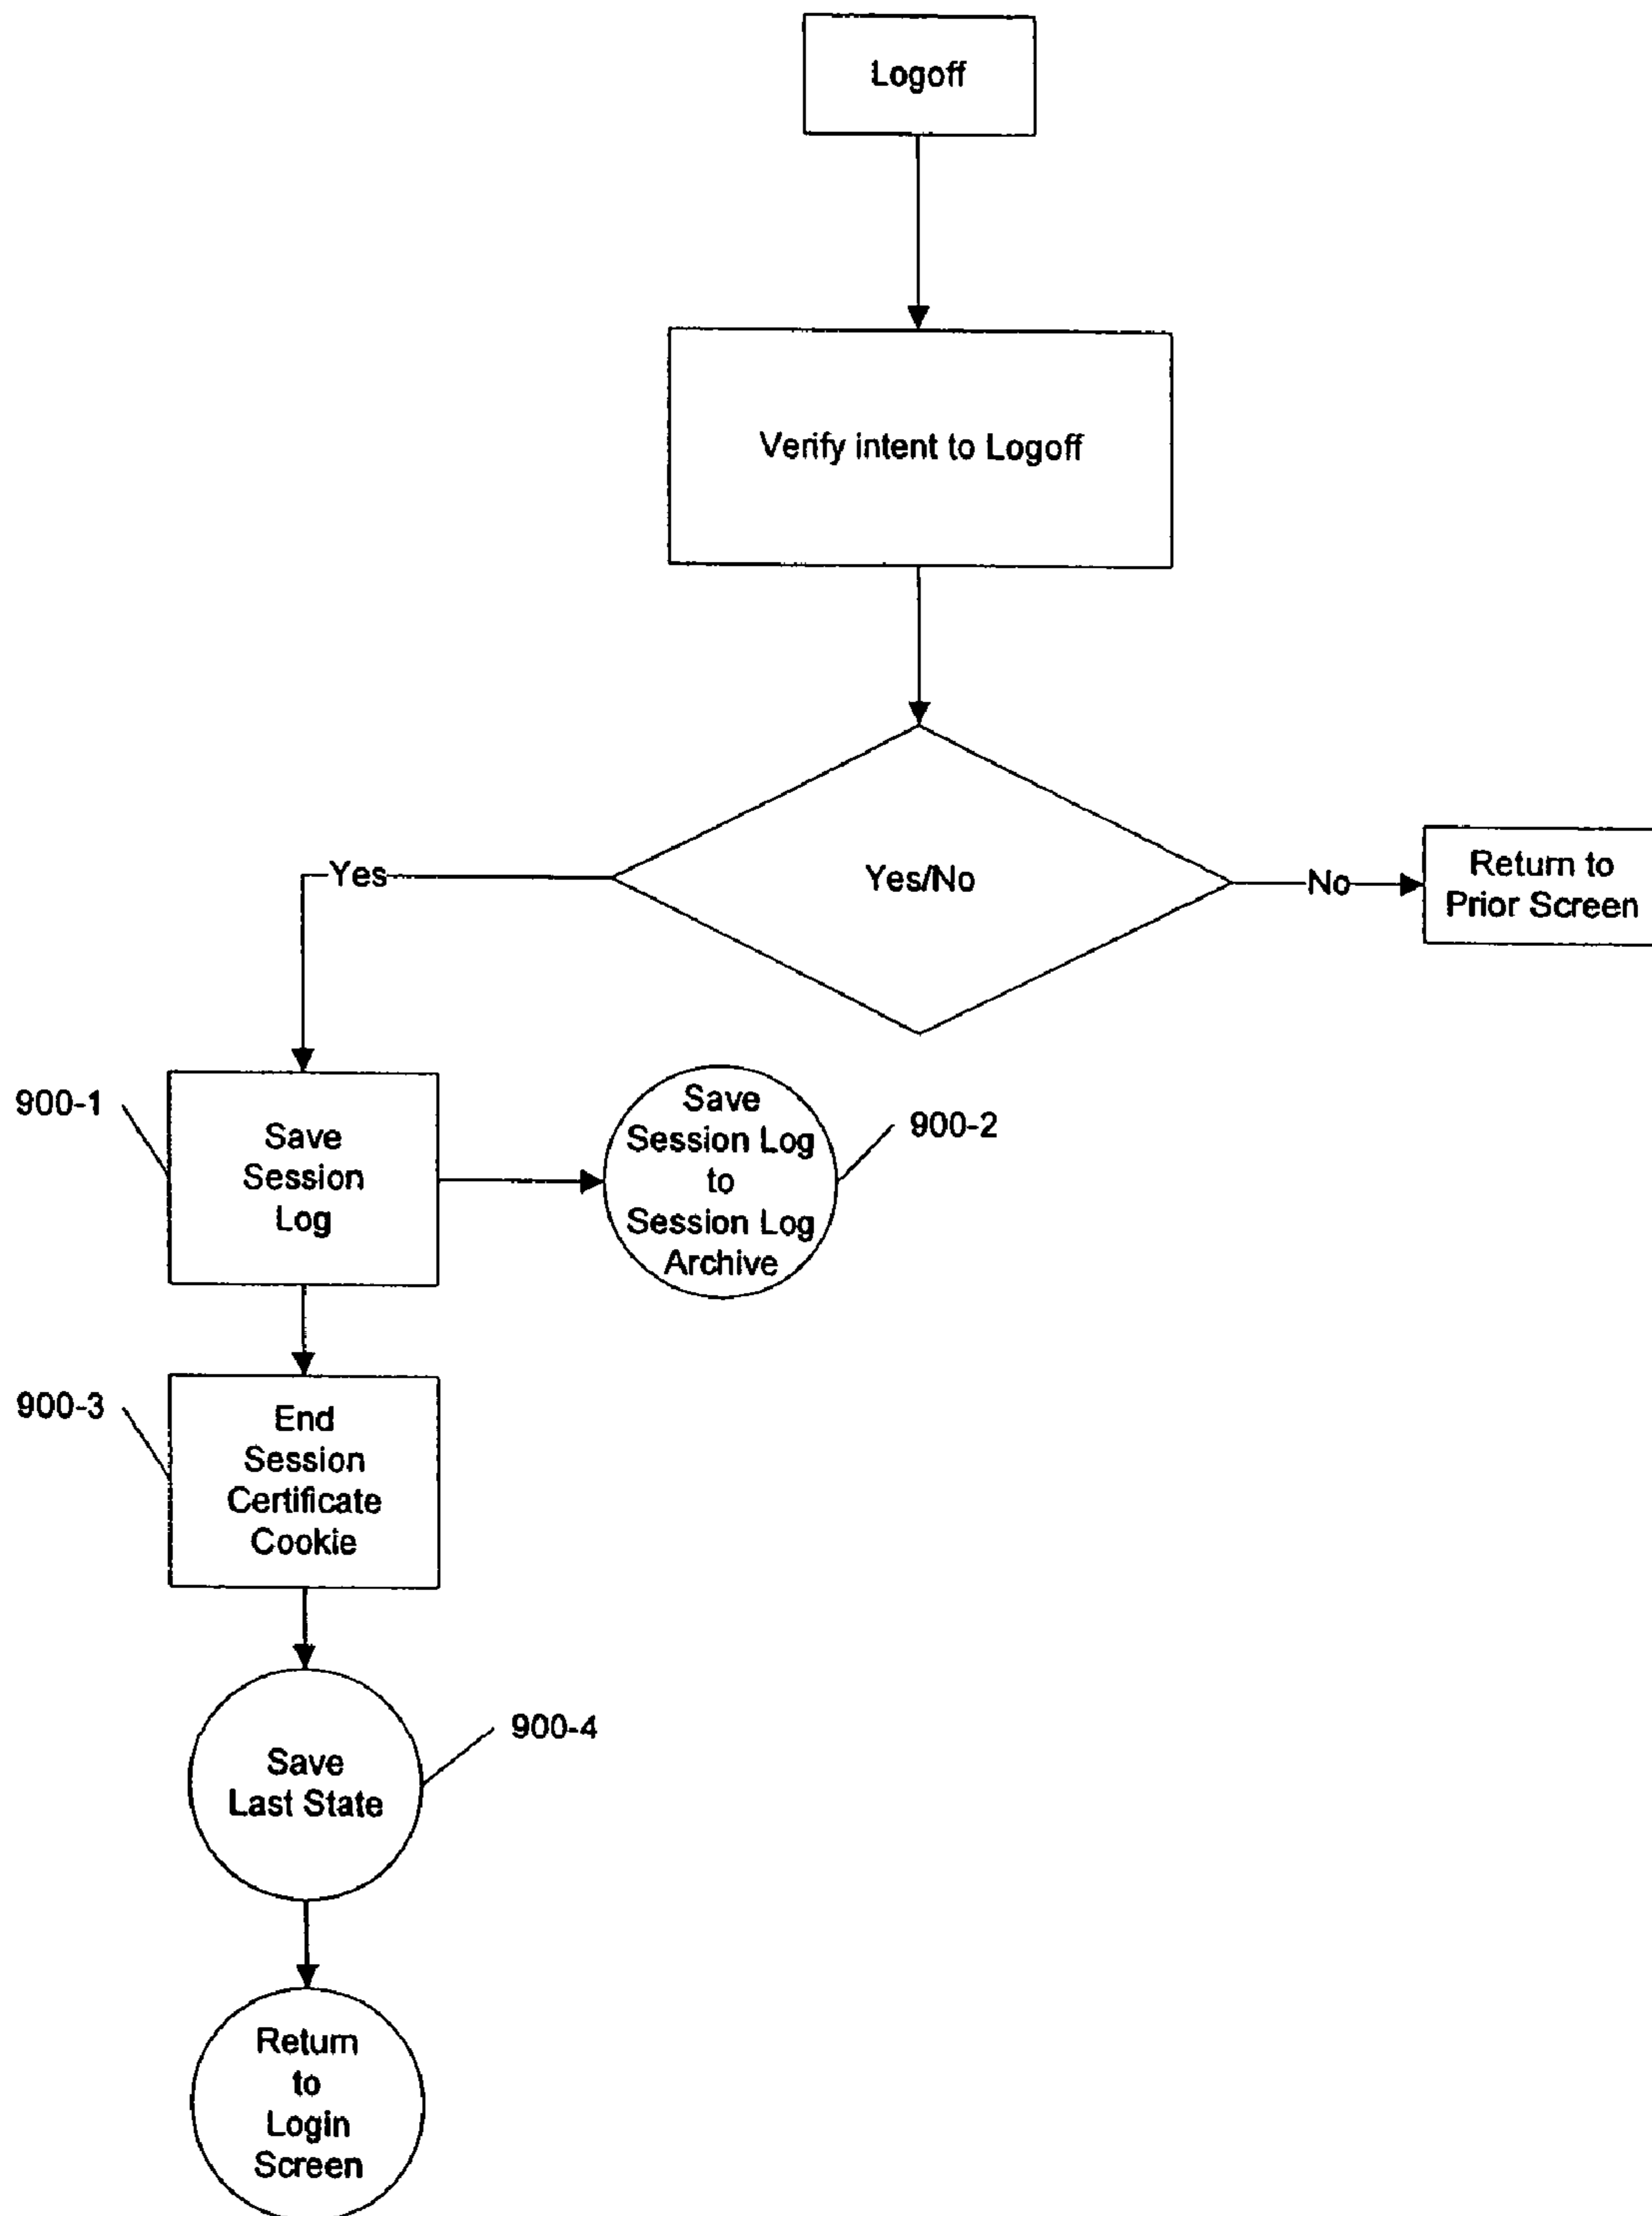 Logoff
Verify intent to Logoff
Yes/No
Yes
No
Return to
Prior Screen
900-1
Save
Session
Log
Save
Session Log
to
Session Log
Archive
900-2
900-3
End
Session
Certificate
Cookie
Save
Last State
900-4
Return
to
Login
Screen